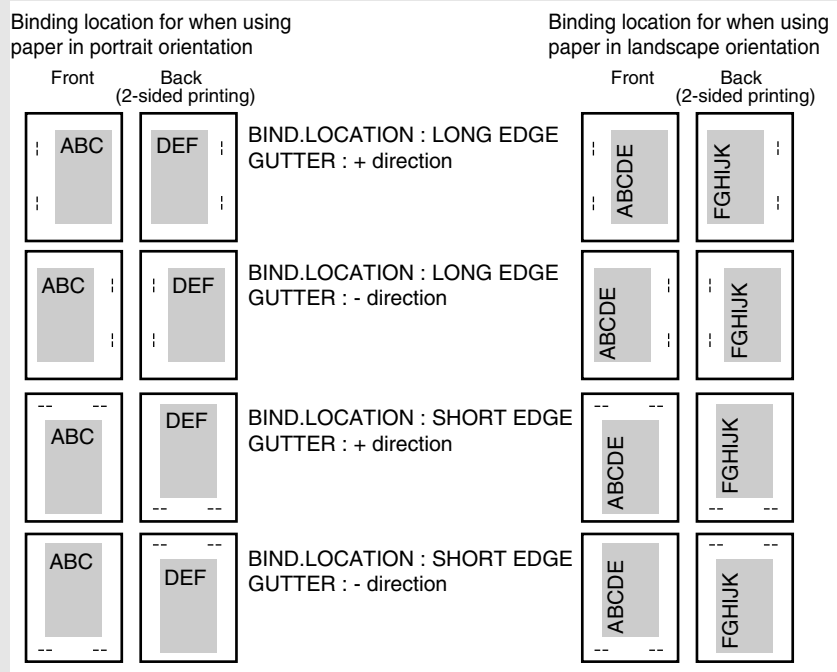 Binding location for when using
paper in portrait orientation
Front Back
(2-sided printing)
ABC DEF BIND.LOCATION : LONG EDGE
GUTTER : + direction
ABC DEF BIND.LOCATION : LONG EDGE
GUTTER : - direction
ABC DEF BIND.LOCATION : SHORT EDGE
GUTTER : + direction
ABC DEF BIND.LOCATION : SHORT EDGE
GUTTER : - direction
Binding location for when using
paper in landscape orientation
Front Back
(2-sided printing)
ABCDE FGHIJK
ABCDE FGHIJK
ABCDE FGHIJK
ABCDE FGHIJK